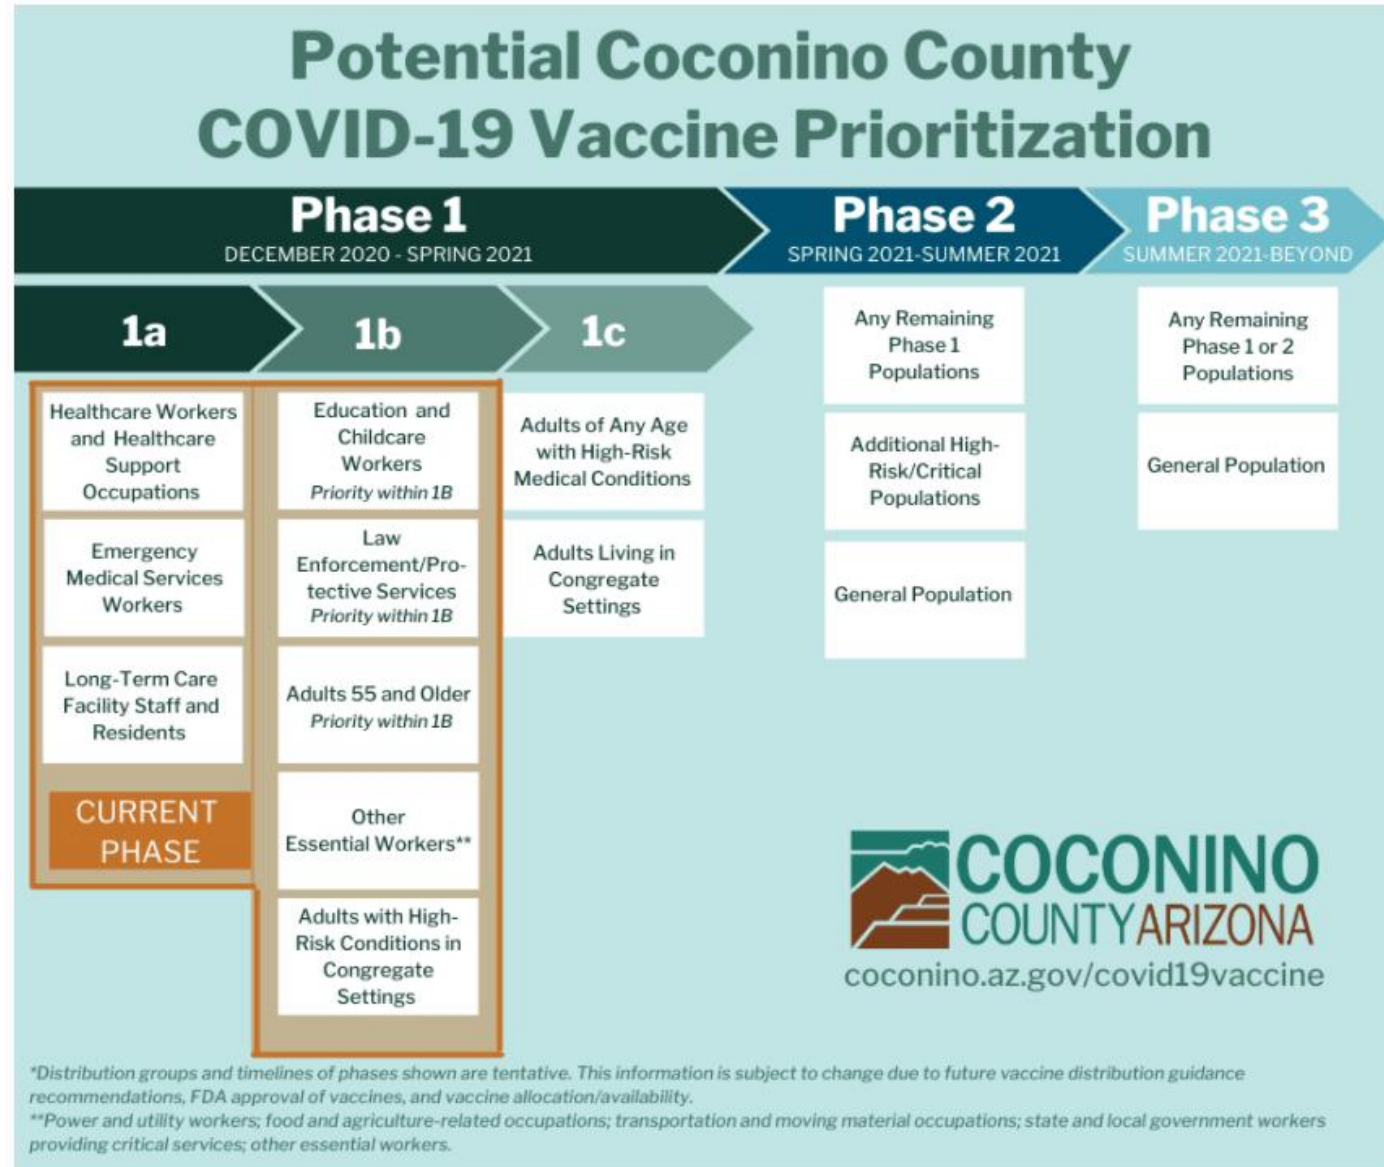 Potential Coconino County
COVID-19 Vaccine Prioritization
Phase 1
DECEMBER 2020 - SPRING 2021
Phase 2
SPRING 2021-SUMMER 2021
Phase 3
SUMMER 2021-BEYOND
1a
Healthcare Workers
and Healthcare
Support
Occupations
Emergency
Medical Services
Workers
Long-Term Care
Facility Staff and
Residents
CURRENT
PHASE
1b
Education and
Childcare
Workers
Priority within 1B
Law
Enforcement/Pro-
tective Services
Priority within 1B
Adults 55 and Older
Priority within 1B
Other
Essential Workers**
Adults with High-
Risk Conditions in
Congregate
Settings
1c
Adults of Any Age
with High-Risk
Medical Conditions
Adults Living in
Congregate
Settings
Any Remaining
Phase 1
Populations
Additional High-
Risk/Critical
Populations
General Population
Any Remaining
Phase 1 or 2
Populations
General Population
COCONINO
COUNTY ARIZONA
coconino.az.gov/covid19vaccine
*Distribution groups and timelines of phases shown are tentative. This information is subject to change due to future vaccine distribution guidance
recommendations, FDA approval of vaccines, and vaccine allocation/availability.
**Power and utility workers; food and agriculture-related occupations; transportation and moving material occupations; state and local government workers
providing critical services; other essential workers.